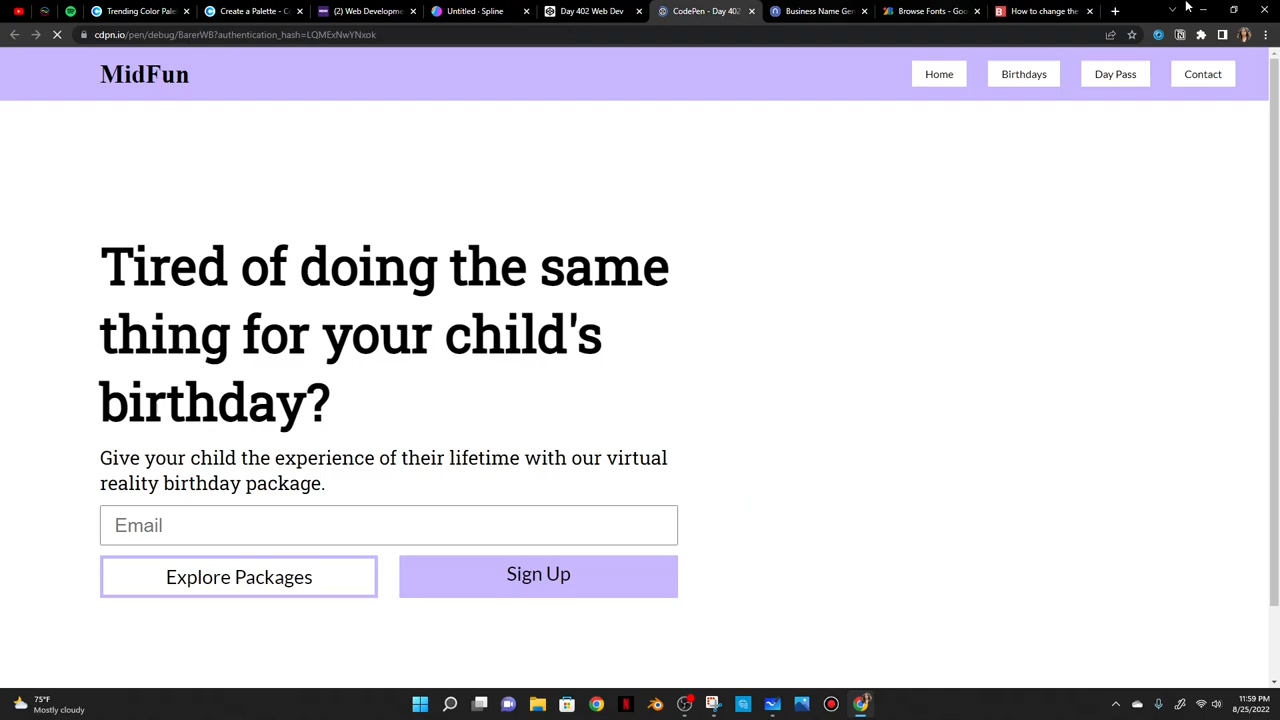 Trending Color Pale
Create a Palette - Co
(2) Web Developme
Untitled - Spline
Day 402 Web Dev
CodePen - Day 402
Business Name Gen
Browse Fonts - Goo
How to change the
cdpn.io/pen/debug/BarerWB?authentication_hash=LQMExNwYNxok
MidFun
Home
Birthdays
Day Pass
Contact
Tired of doing the same
thing for your child's
birthday?
Give your child the experience of their lifetime with our virtual
reality birthday package.
Email
Explore Packages
Sign Up
75°F
Mostly cloudy
11:59 PM
8/25/2022